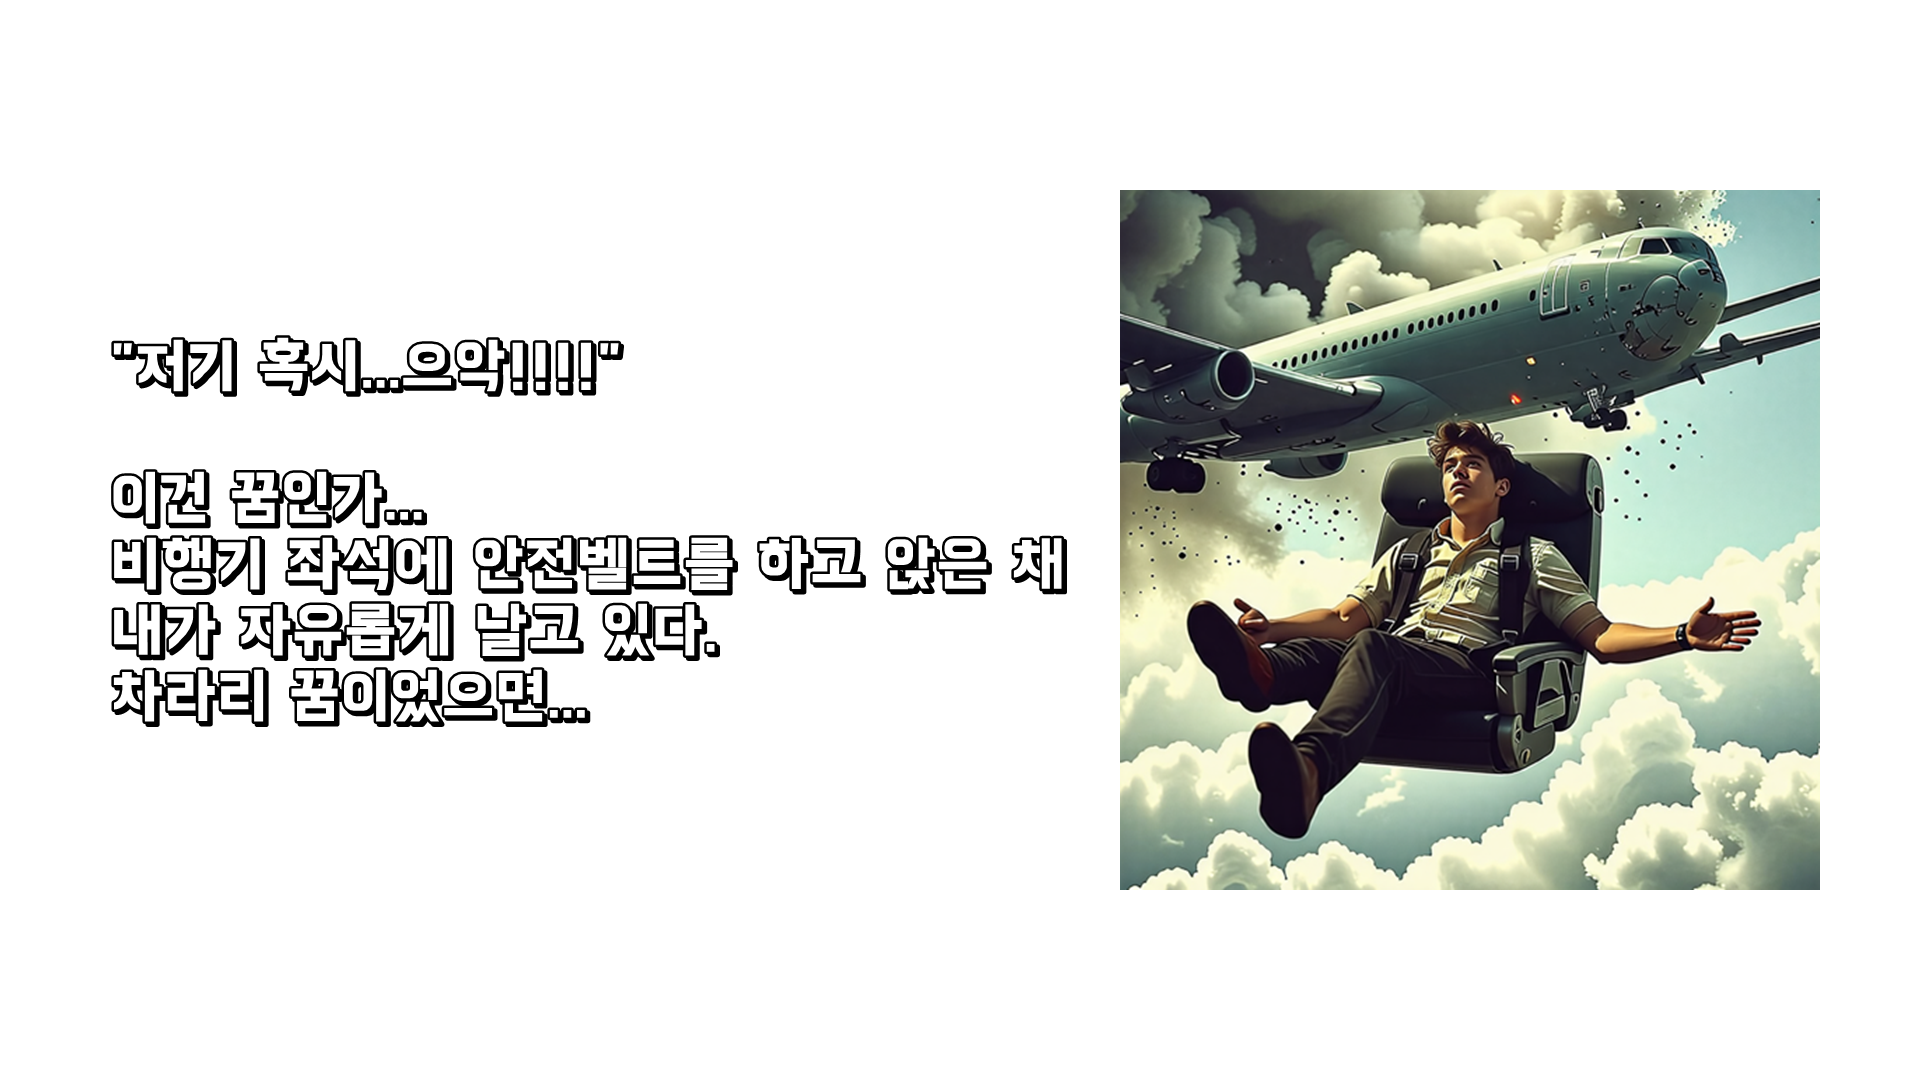 "저기 혹시...으악!!!!"
이건 꿈인가...
비행기 좌석에 안전벨트를 하고 앉은 채
내가 자유롭게 날고 있다.
차라리 꿈이었으면...